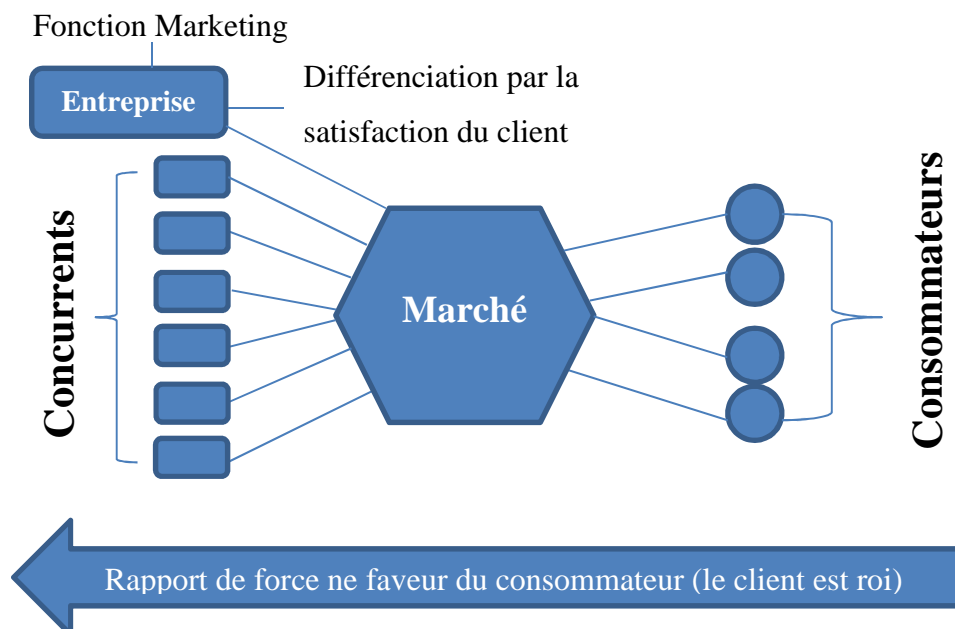 Fonction Marketing
Entreprise
Différenciation par la
satisfaction du client
Concurrents
Marché
Consommateurs
Rapport de force ne faveur du consommateur (le client est roi)